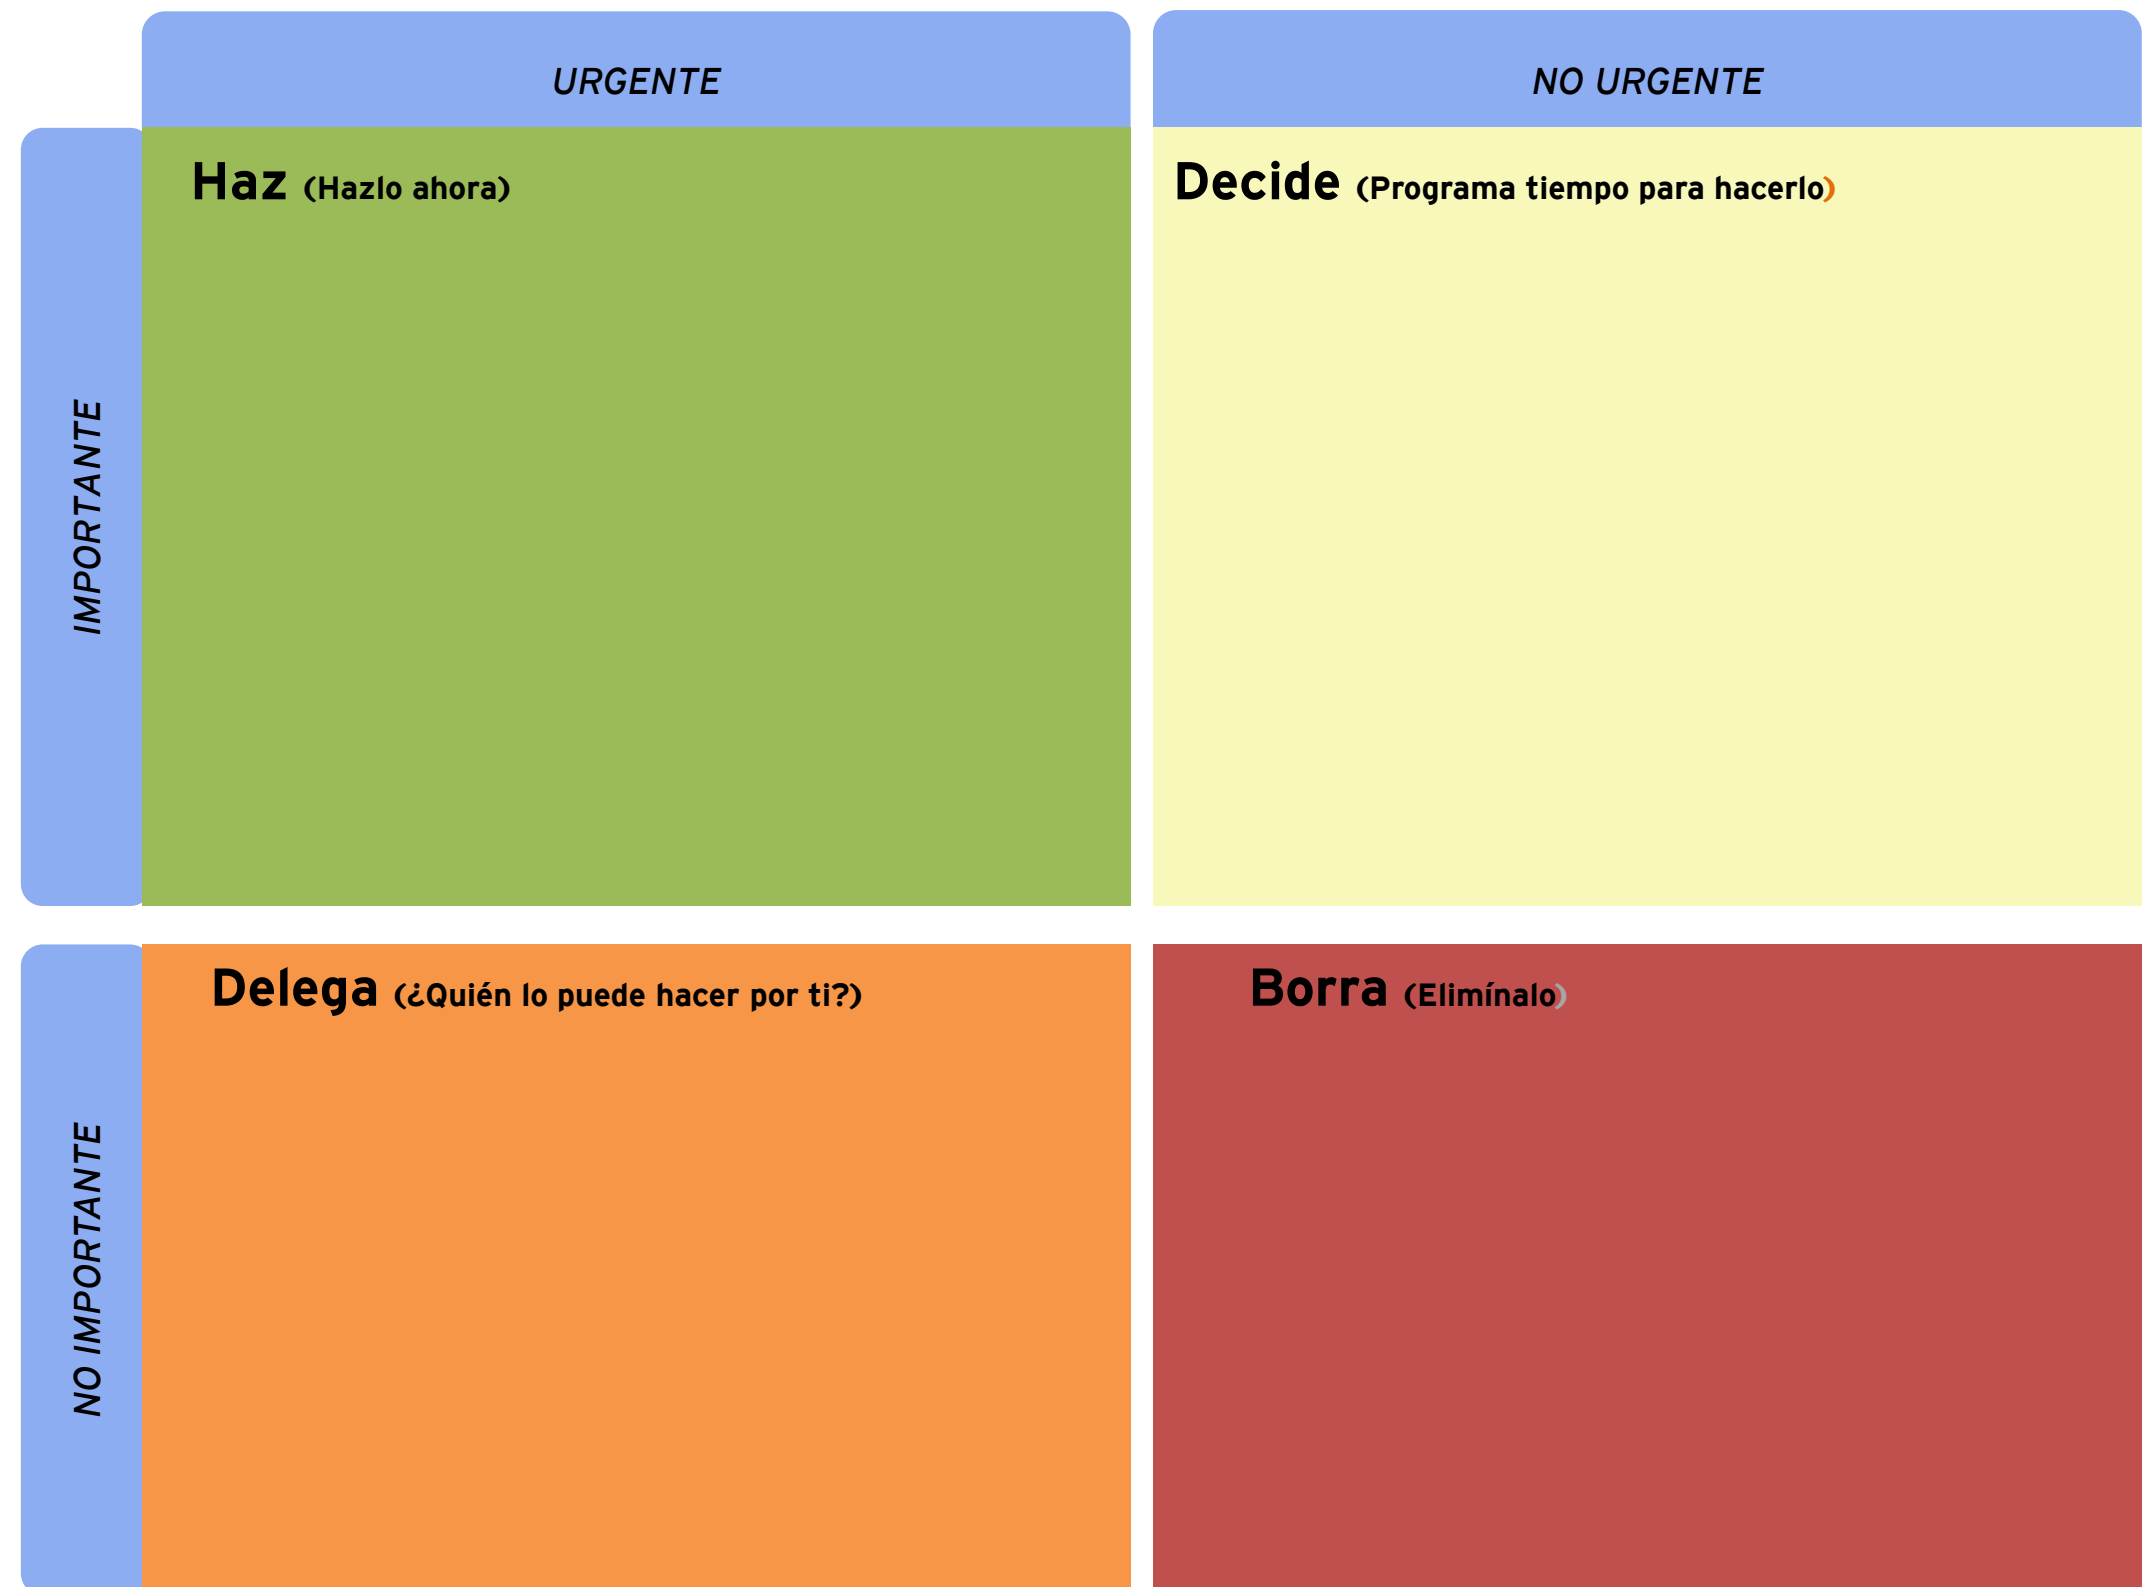 URGENTE
NO URGENTE
IMPORTANTE
Haz (Hazlo ahora)
Decide (Programa tiempo para hacerlo)
NO IMPORTANTE
Delega (¿Quién lo puede hacer por ti?)
Borra (Elimínalo)